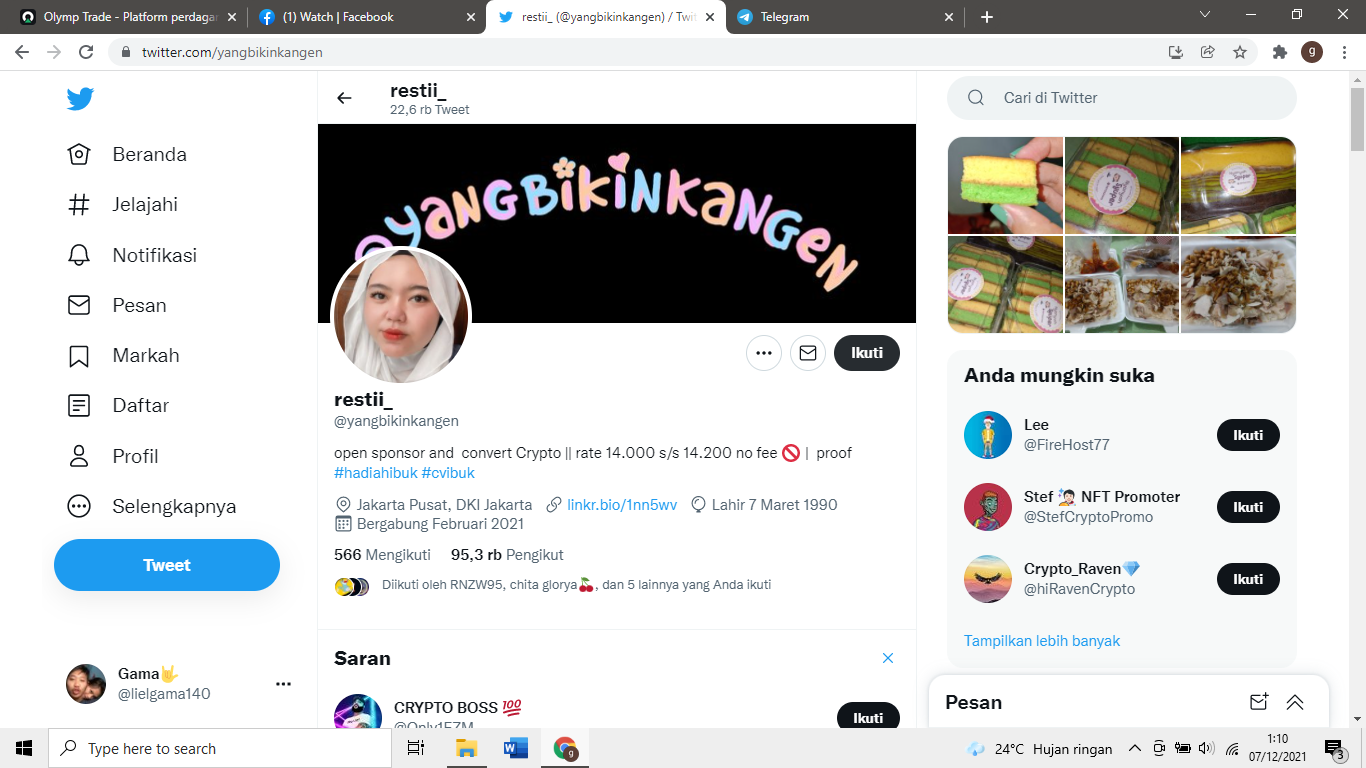 Olymp Trade - Platform perdagan
(1) Watch | Facebook
restii_ (@yangbikinkangen) / Twit
Telegram
twitter.com/yangbikinkangen
g
restii_
22,6 rb Tweet
Cari di Twitter
Beranda
Jelajahi
Notifikasi
Pesan
Markah
Daftar
Profil
Selengkapnya
Tweet
@YANGBIKINKANGEN
Ikuti
restii_
@yangbikinkangen
open sponsor and convert Crypto || rate 14.000 s/s 14.200 no fee 🚫 | proof
#hadiahibuk #cvibuk
Jakarta Pusat, DKI Jakarta linkr.bio/1nn5wv Lahir 7 Maret 1990
Bergabung Februari 2021
566 Mengikuti 95,3 rb Pengikut
Diikuti oleh RNZW95, chita glorya🍒, dan 5 lainnya yang Anda ikuti
Saran
CRYPTO BOSS 💯
Ikuti
Anda mungkin suka
Lee
@FireHost77
Ikuti
Stef 👨🏻‍⚕️ NFT Promoter
@StefCryptoPromo
Ikuti
Crypto_Raven💎
@hiRavenCrypto
Ikuti
Tampilkan lebih banyak
Gama🤟
@lielgama140
Pesan
Type here to search
24°C Hujan ringan
1:10
07/12/2021
3